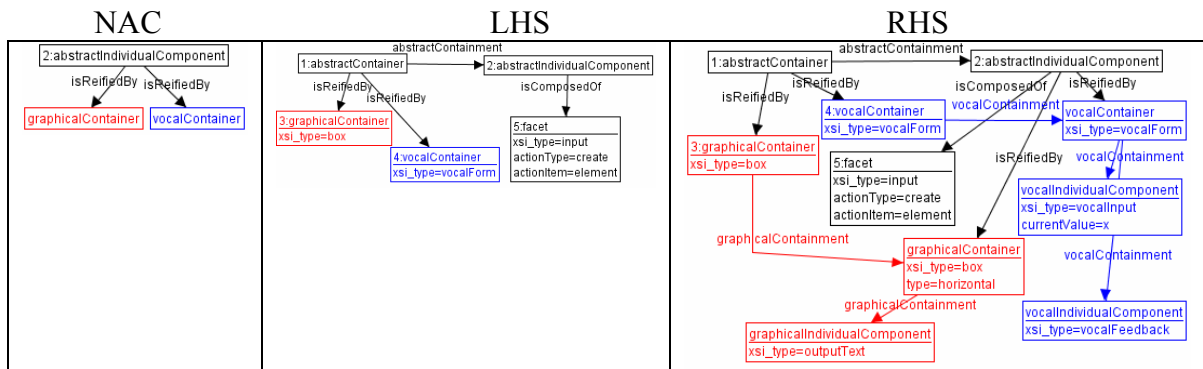 NAC
LHS
RHS
2:abstractIndividualComponent
isReifiedBy
isReifiedBy
graphicalContainer
vocalContainer
abstractContainment
1:abstractContainer
2:abstractIndividualComponent
isReifiedBy
isReifiedBy
isComposedOf
3:graphicalContainer
xsi_type=box
4:vocalContainer
xsi_type=vocalForm
5:facet
xsi_type=input
actionType=create
actionItem=element
abstractContainment
1:abstractContainer
2:abstractIndividualComponent
isReifiedBy
isReifiedBy
isComposedOf
isReifiedBy
4:vocalContainer
xsi_type=vocalForm
vocalContainment
vocalContainer
xsi_type=vocalForm
3:graphicalContainer
xsi_type=box
5:facet
xsi_type=input
actionType=create
actionItem=element
isReifiedBy
vocalContainment
vocalIndividualComponent
xsi_type=vocalInput
currentValue=x
graphicalContainment
graphicalContainer
xsi_type=box
type=horizontal
vocalContainment
graphicalContainment
graphicalIndividualComponent
xsi_type=outputText
vocalIndividualComponent
xsi_type=vocalFeedback